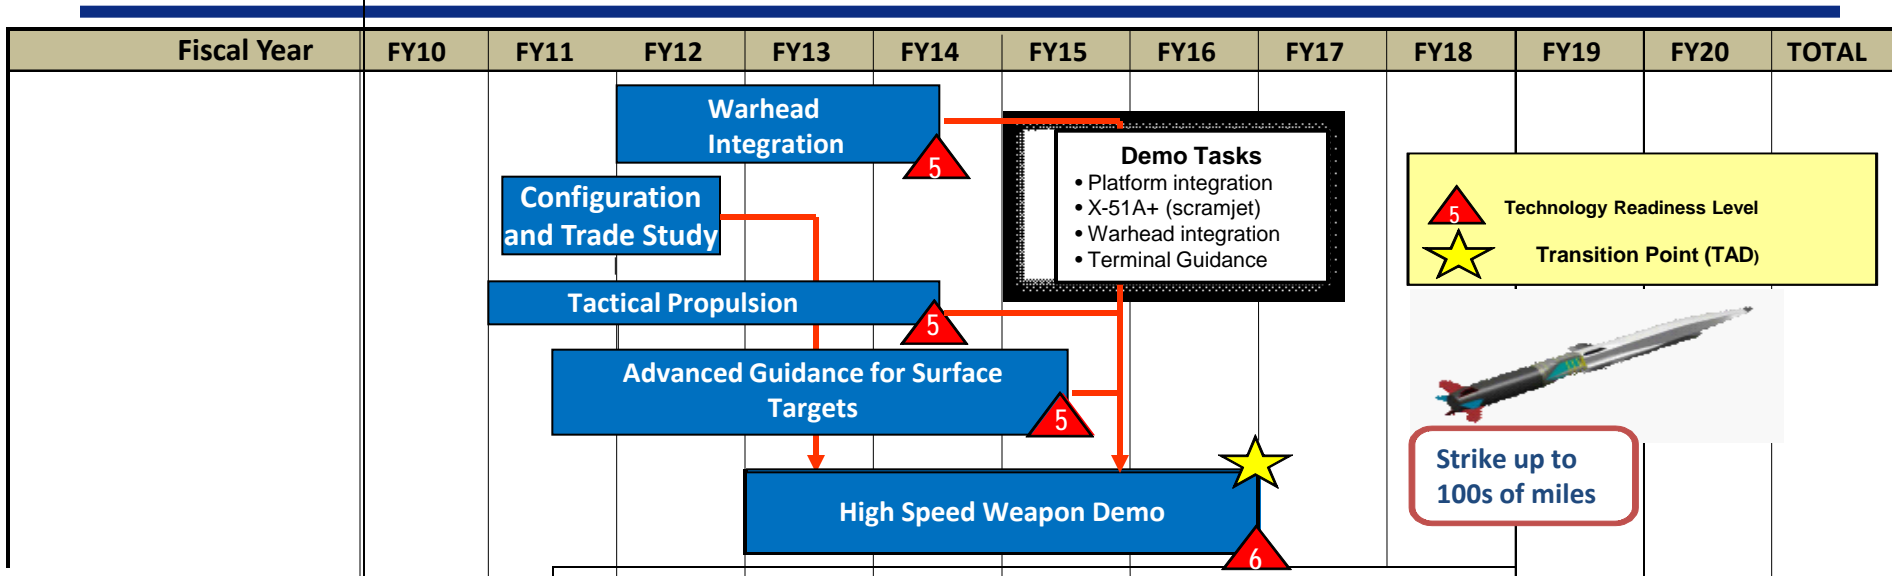 Fiscal Year FY10 FY11 FY12 FY13 FY14 FY15 FY16 FY17 FY18 FY19 FY20 TOTAL
Warhead
Integration
5
Demo Tasks
• Platform integration
• X-51A+ (scramjet)
• Warhead integration
• Terminal Guidance
5 Technology Readiness Level
Transition Point (TAD)
Configuration
and Trade Study
Tactical Propulsion
5
Advanced Guidance for Surface
Targets
5
Strike up to
100s of miles
High Speed Weapon Demo
6